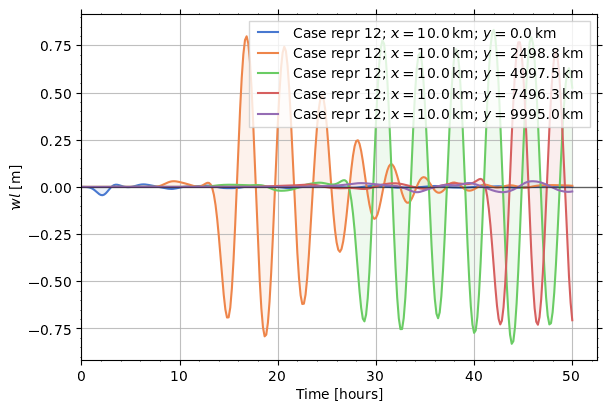 Case repr 12; x = 10.0 km; y = 0.0 km
Case repr 12; x = 10.0 km; y = 2498.8 km
Case repr 12; x = 10.0 km; y = 4997.5 km
Case repr 12; x = 10.0 km; y = 7496.3 km
Case repr 12; x = 10.0 km; y = 9995.0 km
0.75
0.50
0.25
0.00
−0.25
−0.50
−0.75
wl [m]
0 10 20 30 40 50
Time [hours]